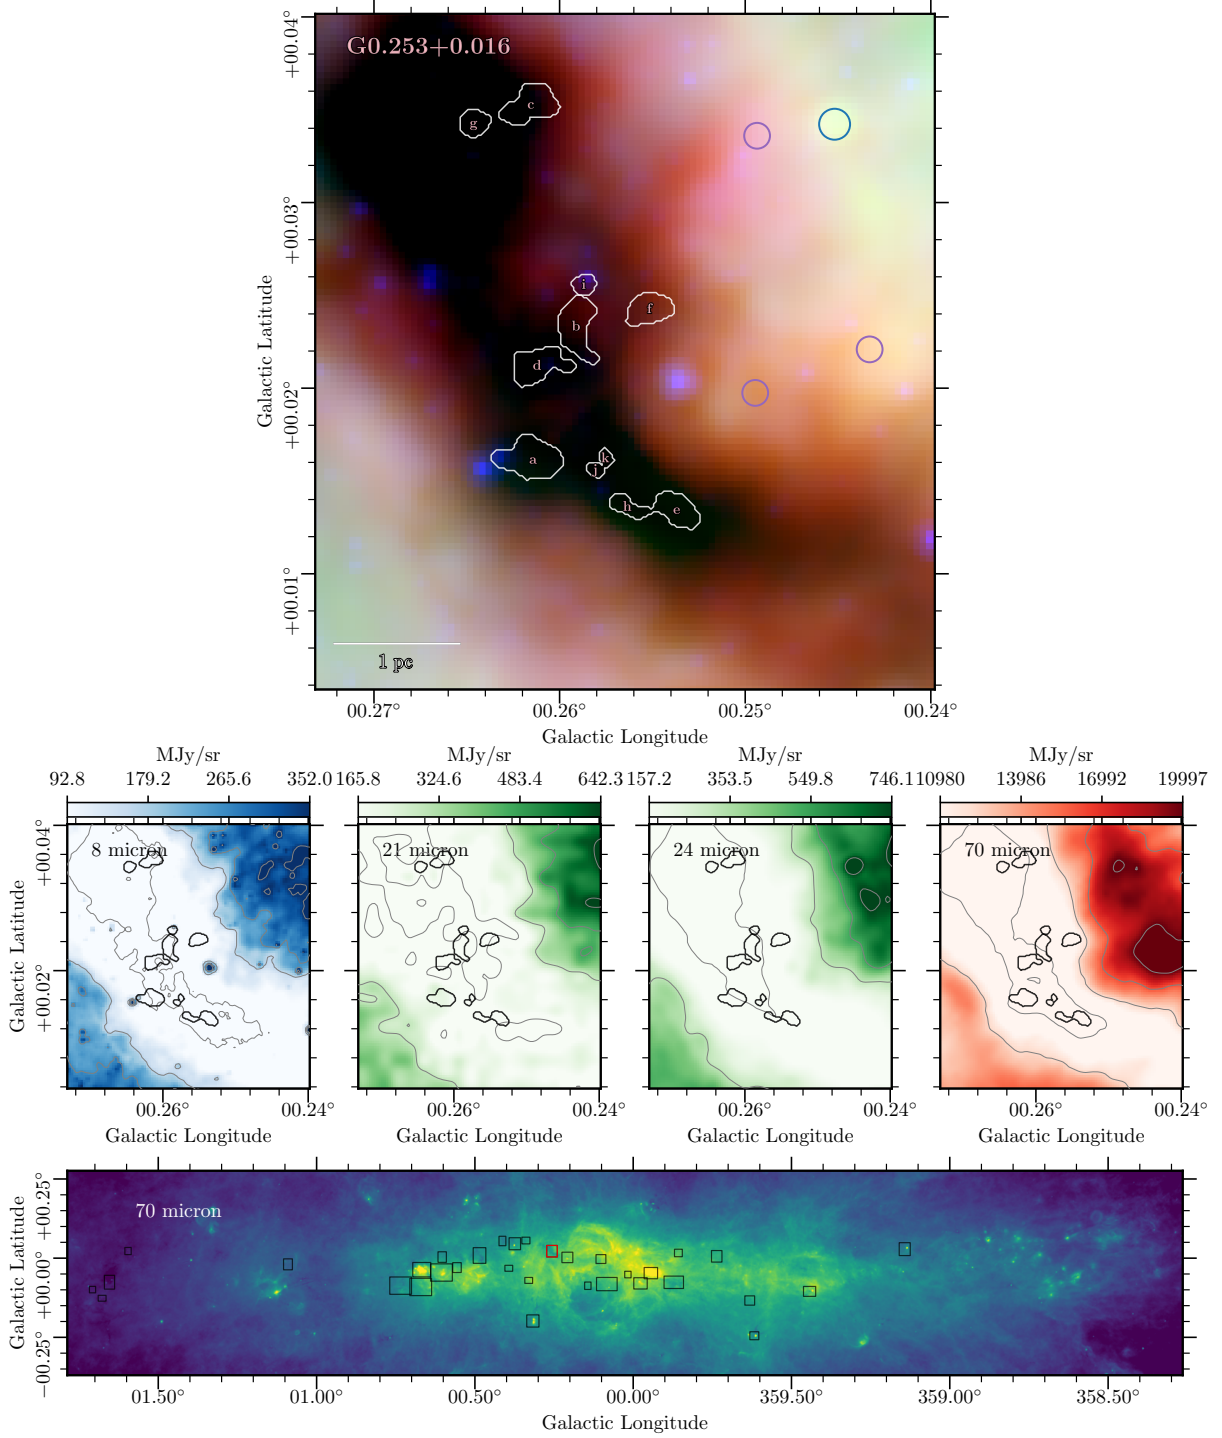 G0.253+0.016
+00.04°
+00.03°
+00.02°
+00.01°
Galactic Latitude
c
g
i
f
b
d
a
k
j
h
e
1 pc
00.27°
00.26°
00.25°
00.24°
Galactic Longitude
MJy/sr
92.8
179.2
265.6
352.0
MJy/sr
165.8
324.6
483.4
642.3
MJy/sr
157.2
353.5
549.8
746.1
MJy/sr
10980
13986
16992
19997
8 micron
21 micron
24 micron
70 micron
+00.04°
+00.02°
Galactic Latitude
00.26°
00.24°
00.26°
00.24°
00.26°
00.24°
00.26°
00.24°
Galactic Longitude
Galactic Longitude
Galactic Longitude
Galactic Longitude
70 micron
+00.25°
+00.00°
−00.25°
Galactic Latitude
01.50°
01.00°
00.50°
00.00°
359.50°
359.00°
358.50°
Galactic Longitude